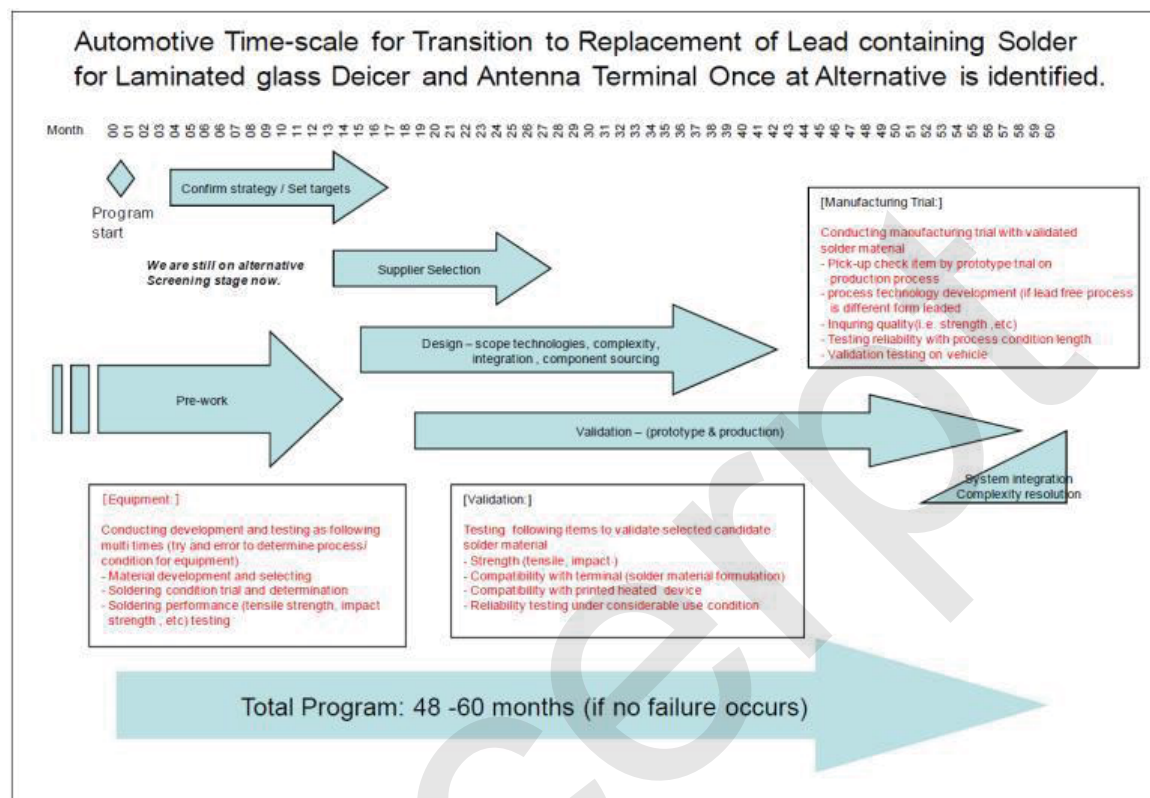 Automotive Time-scale for Transition to Replacement of Lead containing Solder
for Laminated glass Deicer and Antenna Terminal Once at Alternative is identified.
Month 00 01 02 03 04 05 06 06 07 08 09 10 11 12 13 14 15 16 17 18 19 20 21 22 23 24 25 26 27 28 29 30 31 32 33 34 35 36 37 38 39 40 41 42 43 44 45 46 47 48 49 50 51 52 53 54 55 56 57 58 59 60
Program
start
Confirm strategy / Set targets
We are still on alternative
Screening stage now.
Supplier Selection
Design – scope technologies, complexity,
integration , component sourcing
Pre-work
Validation – (prototype & production)
System integration
Complexity resolution
[Manufacturing Trial:]
Conducting manufacturing trial with validated
solder material
- Pick-up check item by prototype trial on
production process
- process technology development (if lead free process
is different form leaded
- Inquring quality(i.e. strength ,etc)
- Testing reliability with process condition length
- Validation testing on vehicle
[Equipment: ]
Conducting development and testing as following
multi times (try and error to determine process/
condition for equipment)
- Material development and selecting
- Soldering condition trial and determination
- Soldering performance (tensile strength, impact
strength , etc) testing
[Validation:]
Testing following items to validate selected candidate
solder material
- Strength (tensile, impact )
- Compatibility with terminal (solder material formulation)
- Compatibility with printed heated device
- Reliability testing under considerable use condition
Total Program: 48 -60 months (if no failure occurs)
cerpt